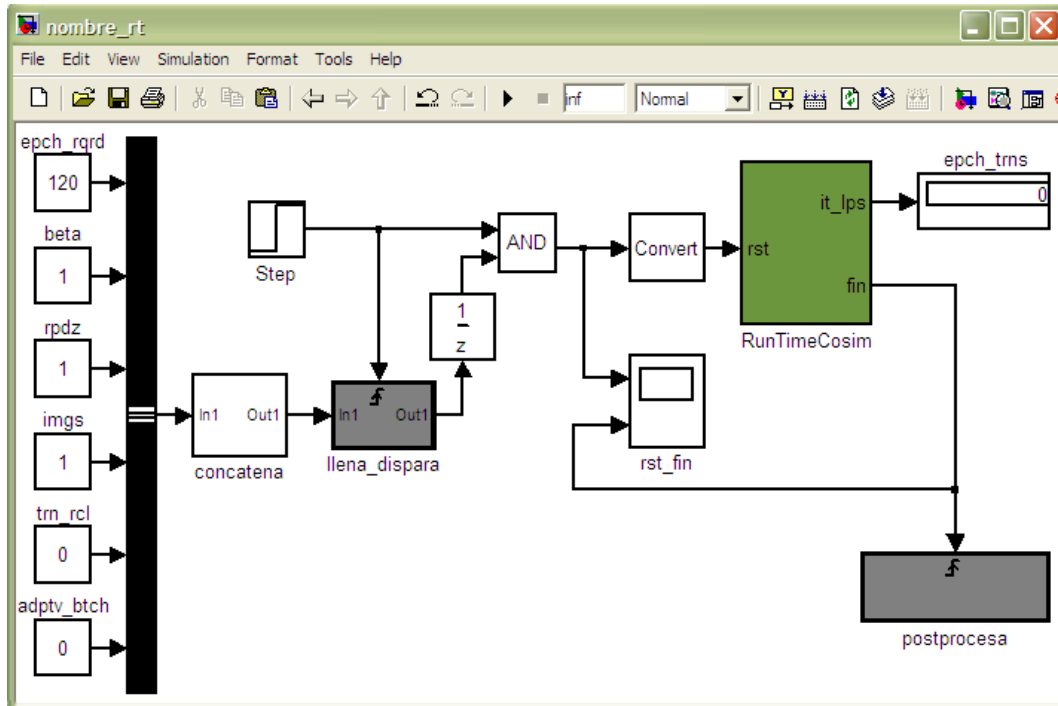 nombre_rt
File Edit View Simulation Format Tools Help
inf Normal
epch_rqrd
120
beta
1
rpdz
1
imgs
1
trn_rcl
0
adptv_btch
0
In1 Out1
concatena
Step
In1 Out1
llena_dispara
1
z
AND
Convert
rst
it_lps
fin
RunTimeCosim
epch_trns
0
rst_fin
postprocesa